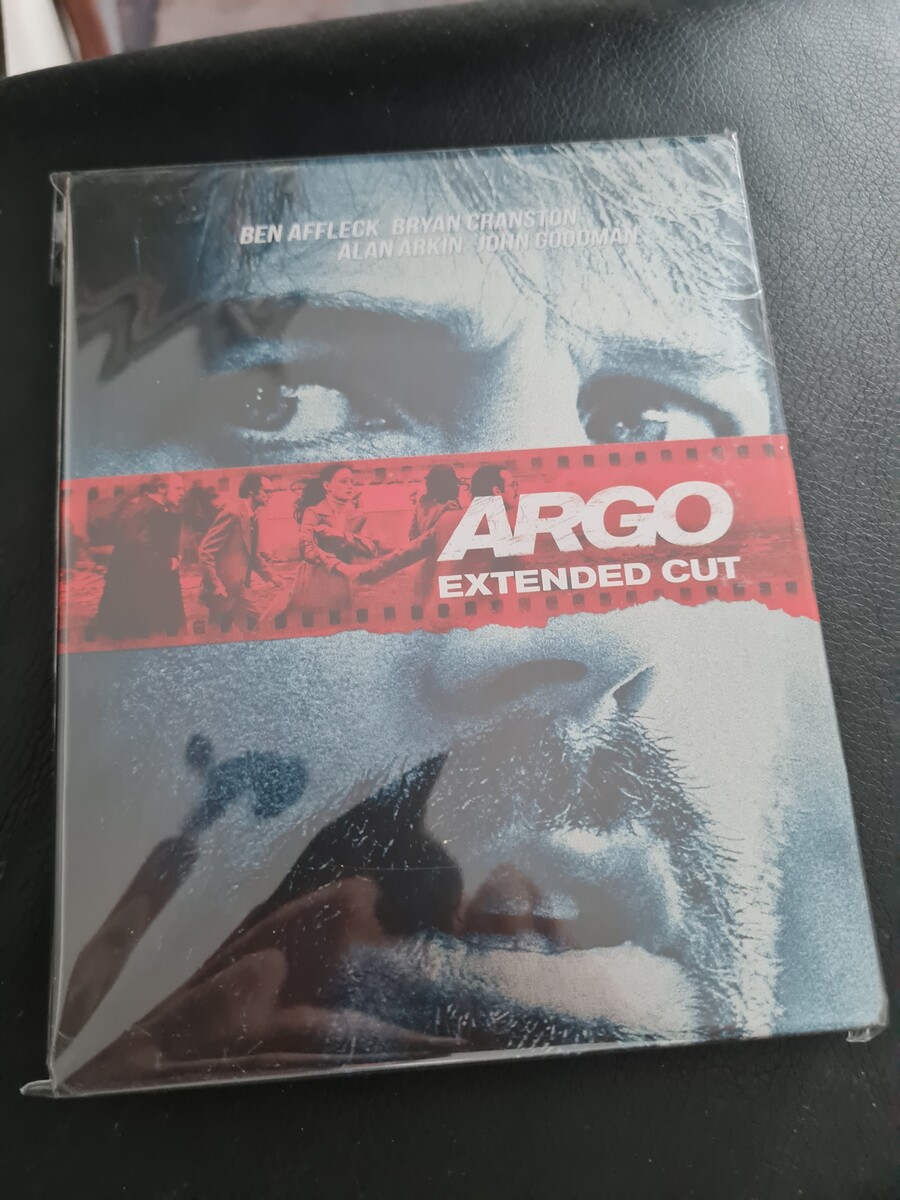 BEN AFFLECK BRYAN CRANSTON
ALAN ARKIN JOHN GOODMAN
ARGO
EXTENDED CUT